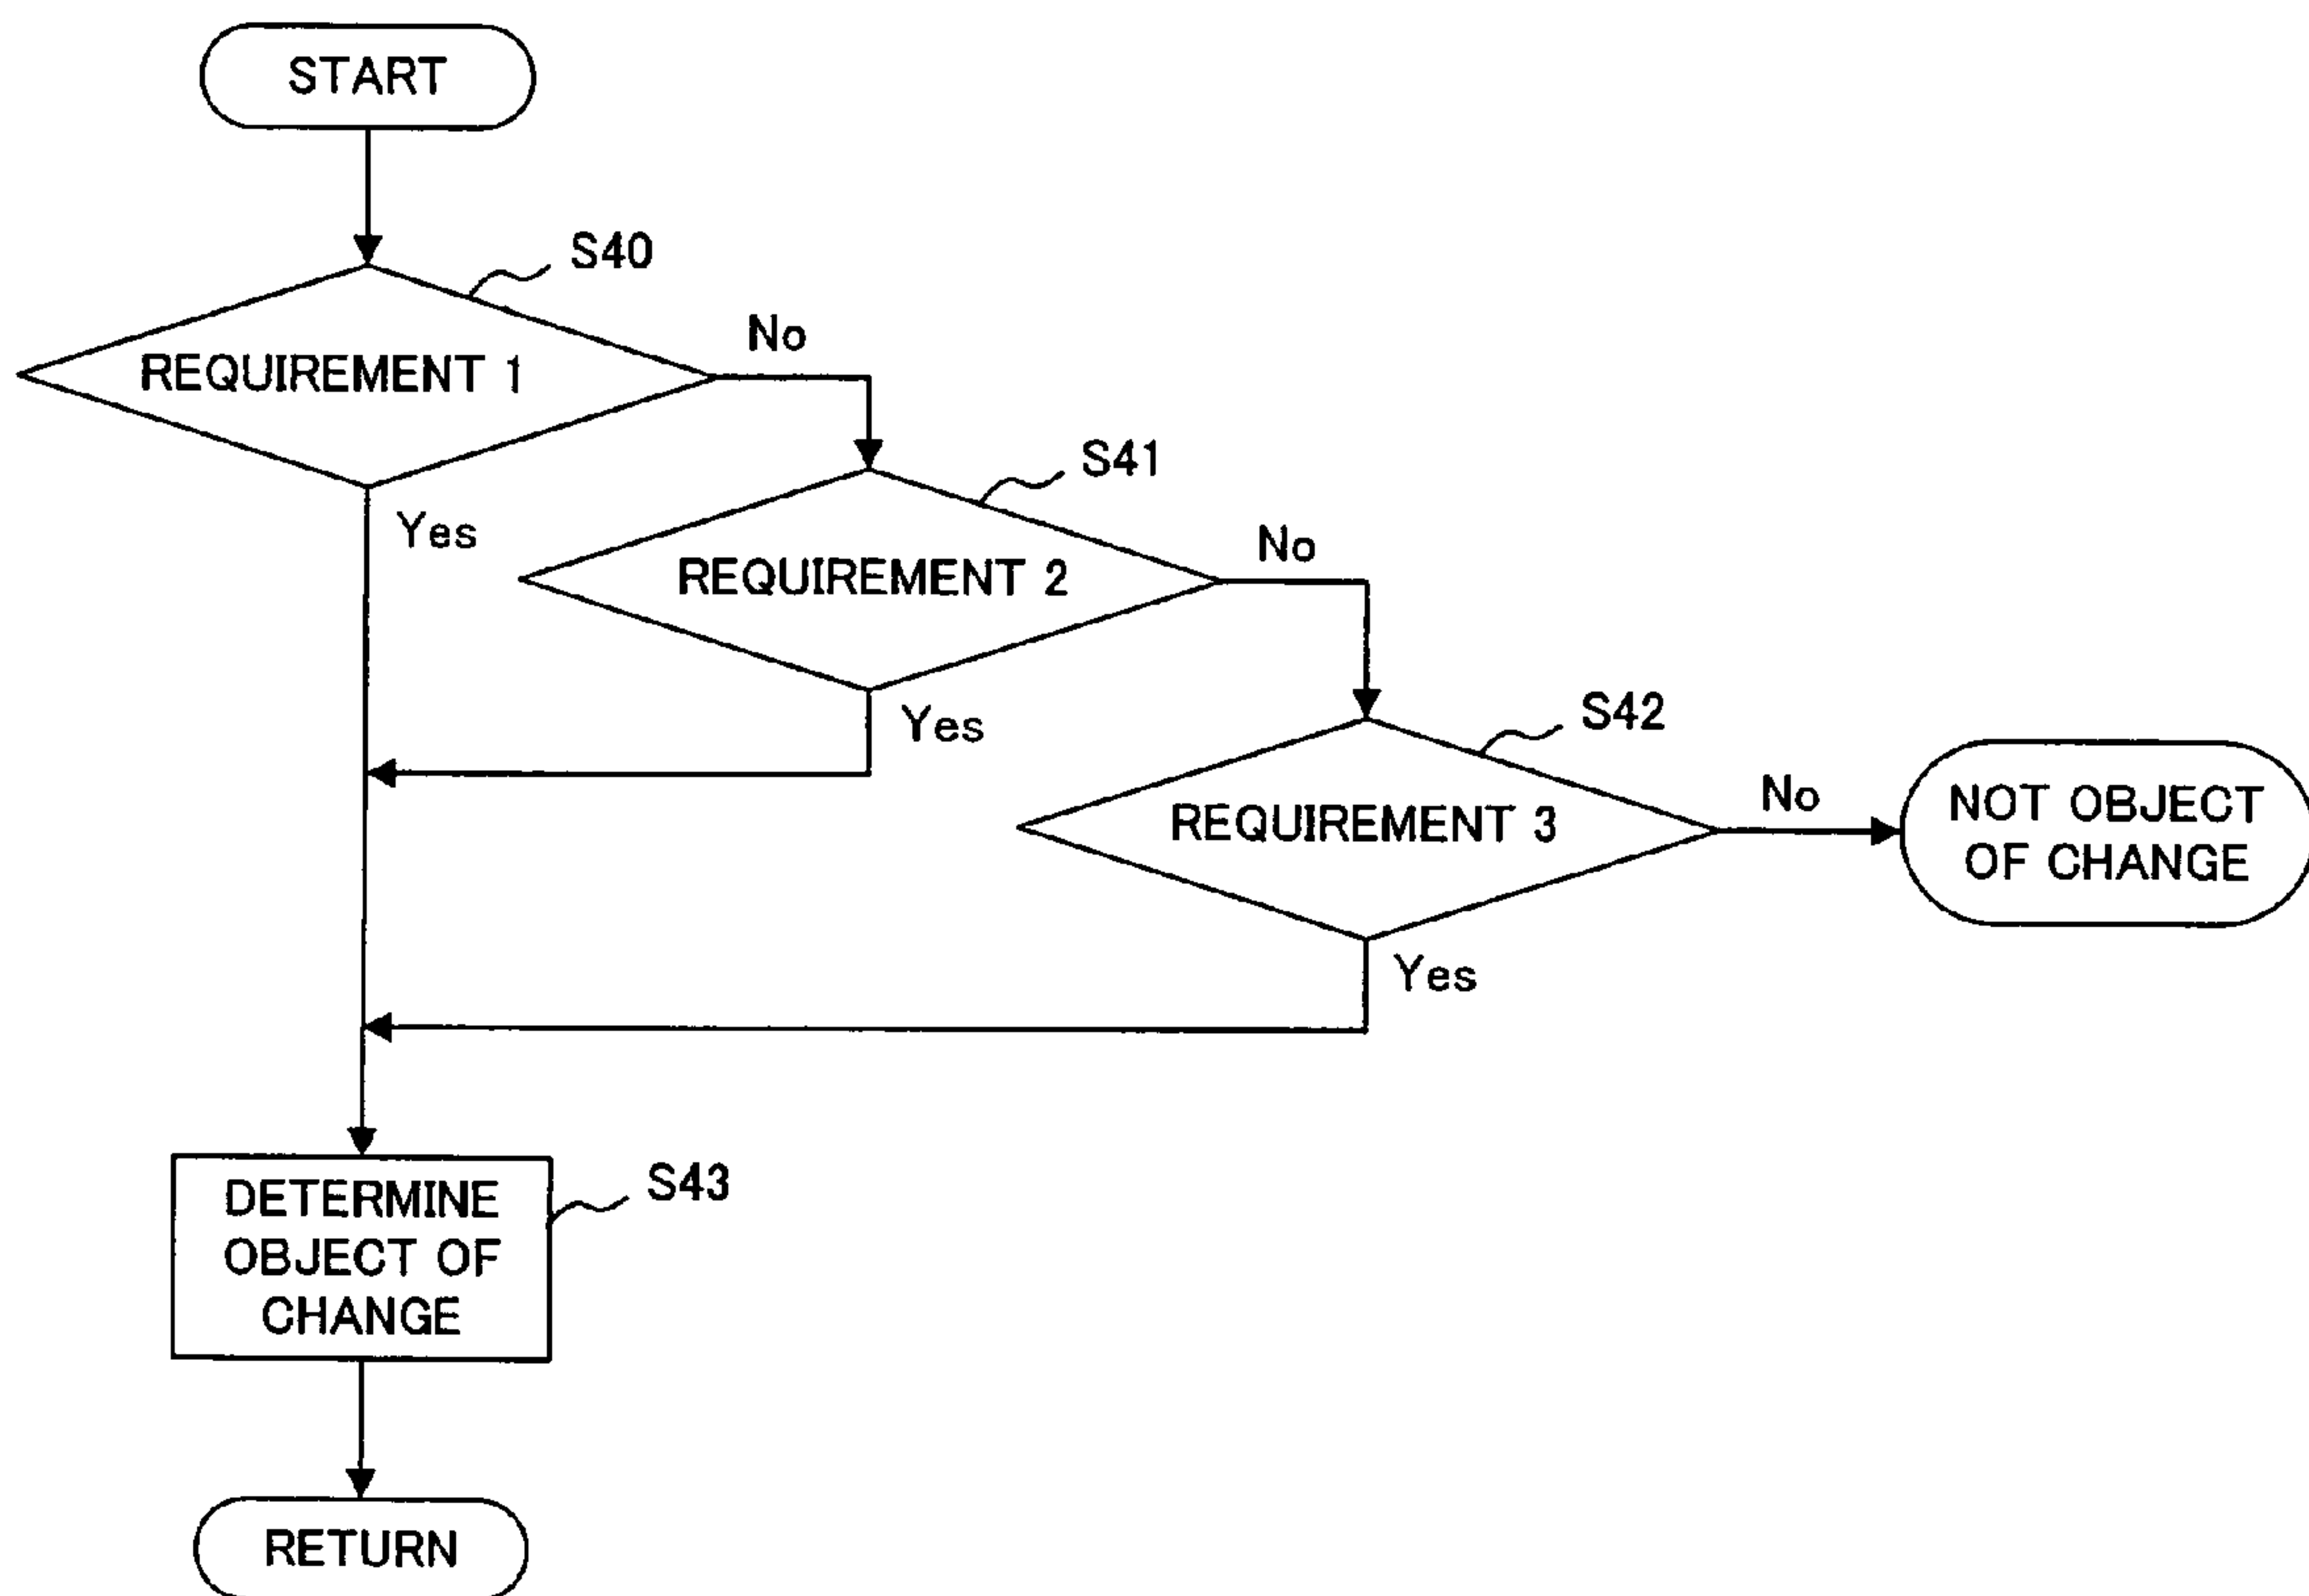 START
S40
No
REQUIREMENT 1
S41
Yes
No
REQUIREMENT 2
S42
Yes
No
NOT OBJECT
OF CHANGE
REQUIREMENT 3
Yes
S43
DETERMINE
OBJECT OF
CHANGE
RETURN